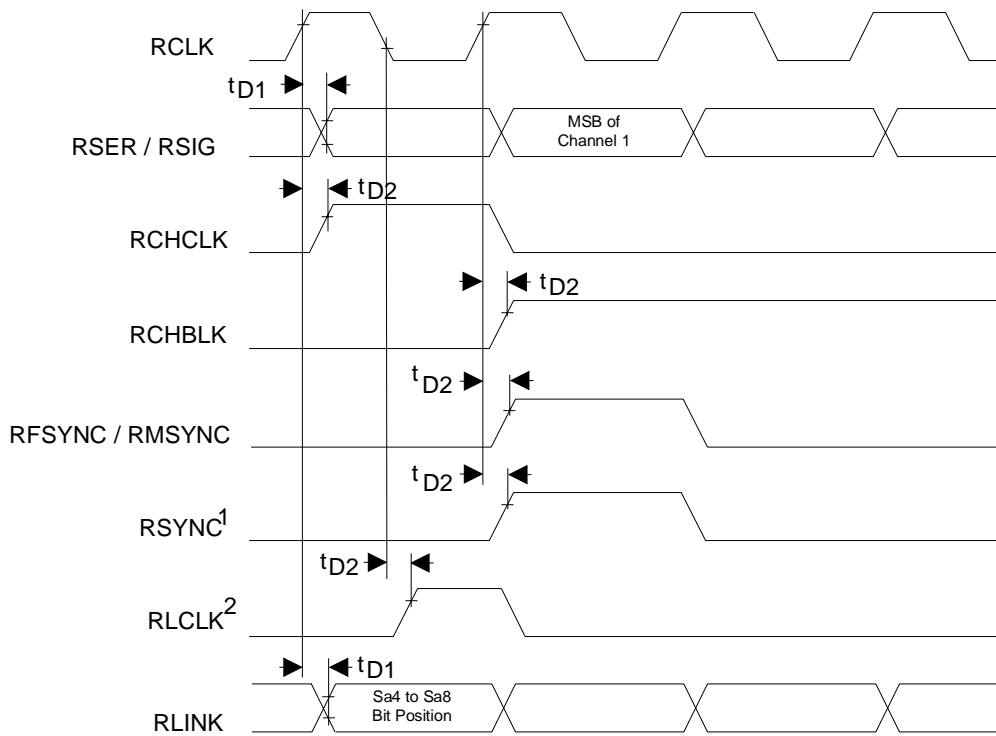 RCLK
tD1
RSER / RSIG
MSB of
Channel 1
tD2
RCHCLK
tD2
RCHBLK
tD2
RFSYNC / RMSYNC
tD2
RSYNC1
tD2
RLCLK2
tD1
Sa4 to Sa8
Bit Position
RLINK